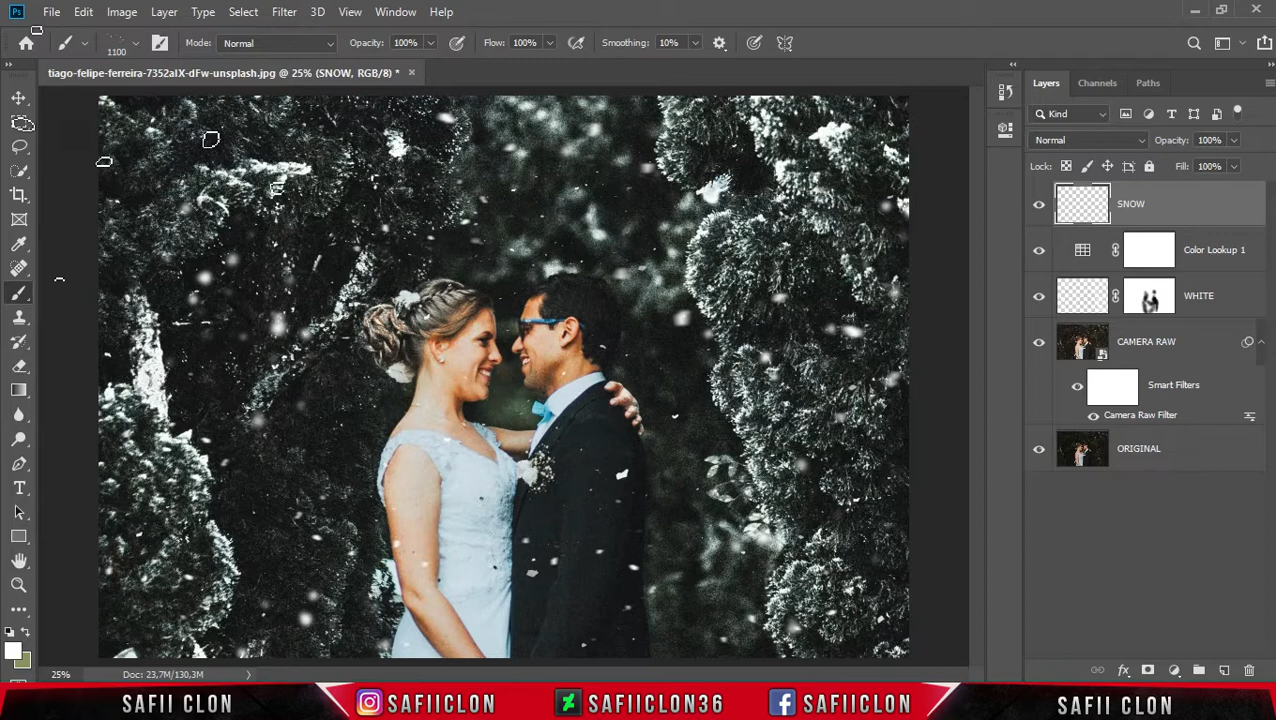 Ps File Edit Image Layer Type Select Filter 3D View Window Help
1100 Mode: Normal Opacity: 100% Flow: 100% Smoothing: 10%
tiago-felipe-ferreira-7352aIX-dFw-unsplash.jpg @ 25% (SNOW, RGB/8) * ×
Layers Channels Paths
Kind
Normal Opacity: 100%
Lock: Fill: 100%
SNOW
Color Lookup 1
WHITE
CAMERA RAW
Smart Filters
Camera Raw Filter
ORIGINAL
25% Doc: 23,7M/130,3M
SAFII CLON SAFIICLON SAFIICLON36 SAFIICLON SAFII CLON